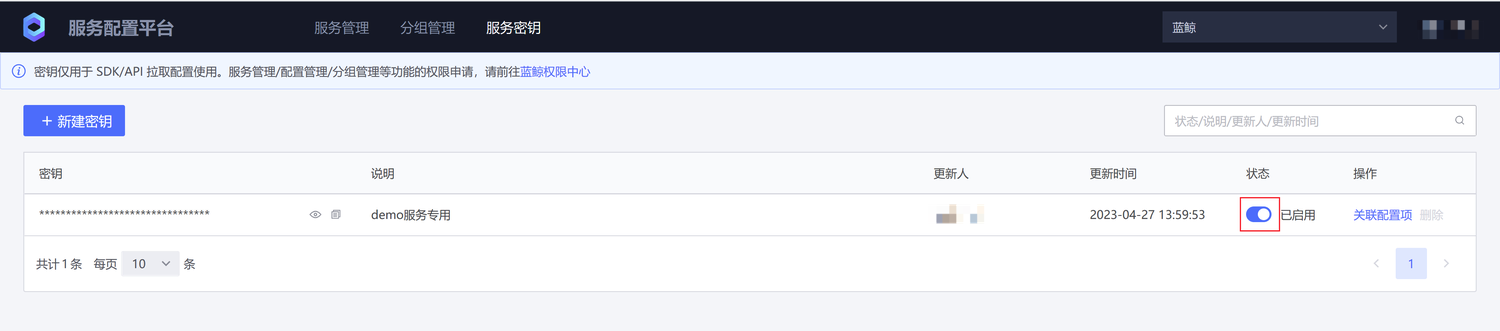 服务配置平台 服务管理 分组管理 服务密钥 蓝鲸
密钥仅用于 SDK/API 拉取配置使用。服务管理/配置管理/分组管理等功能的权限申请，请前往蓝鲸权限中心
+ 新建密钥 状态/说明/更新人/更新时间
密钥 说明 更新人 更新时间 状态 操作
******************************** demo服务专用 2023-04-27 13:59:53 已启用 关联配置项 删除
共计 1 条 每页 10 条 1